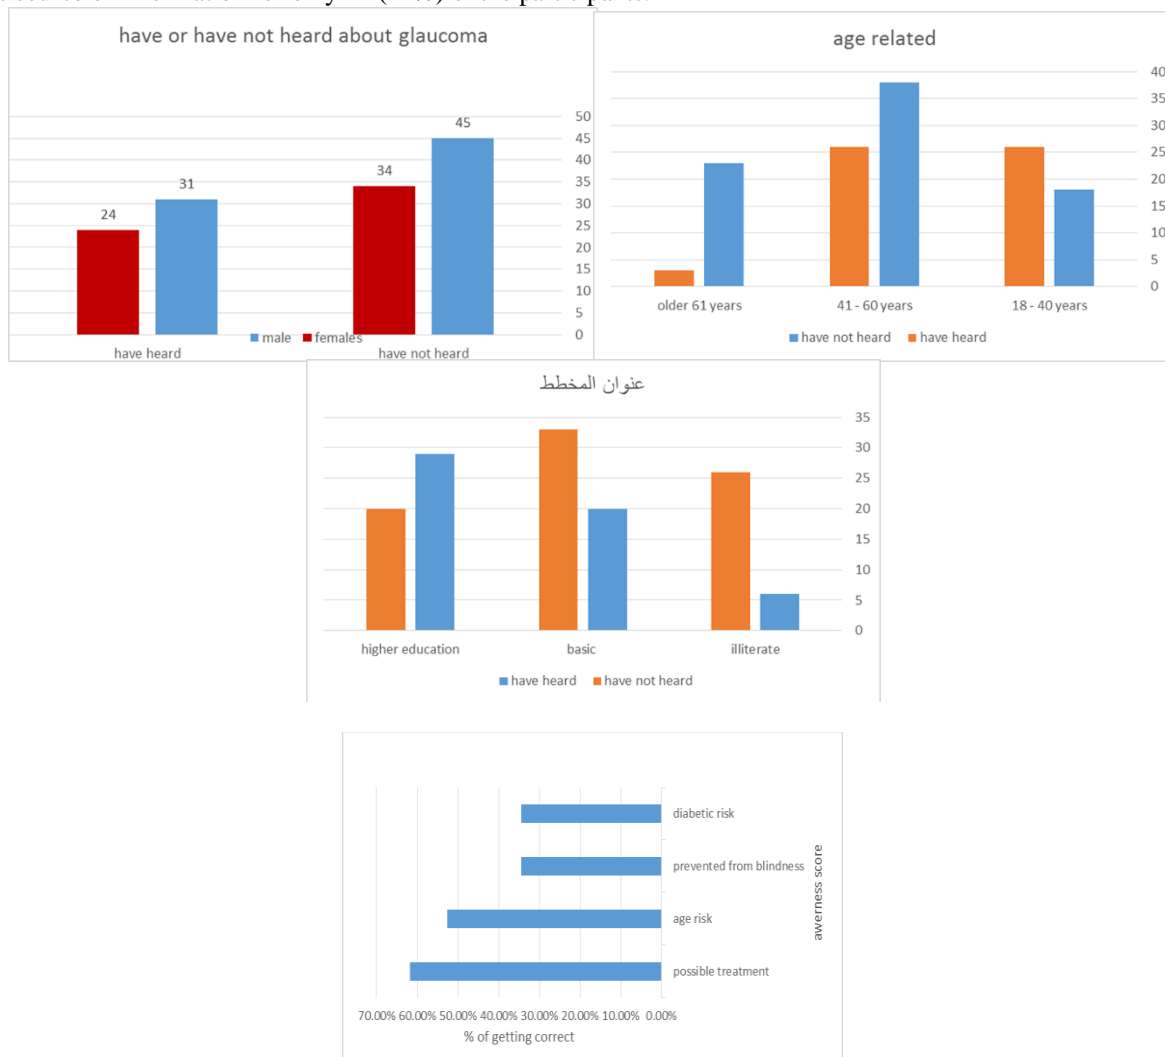 have or have not heard about glaucoma
50
45
40
35
30
25
20
15
10
5
0
24
31
34
45
male females
have heard
have not heard
age related
40
35
30
25
20
15
10
5
0
older 61 years
41 - 60 years
18 - 40 years
have not heard have heard
عنوان المخطط
35
30
25
20
15
10
5
0
higher education
basic
illiterate
have heard have not heard
diabetic risk
prevented from blindness
age risk
possible treatment
awerness score
70.00% 60.00% 50.00% 40.00% 30.00% 20.00% 10.00% 0.00%
% of getting correct